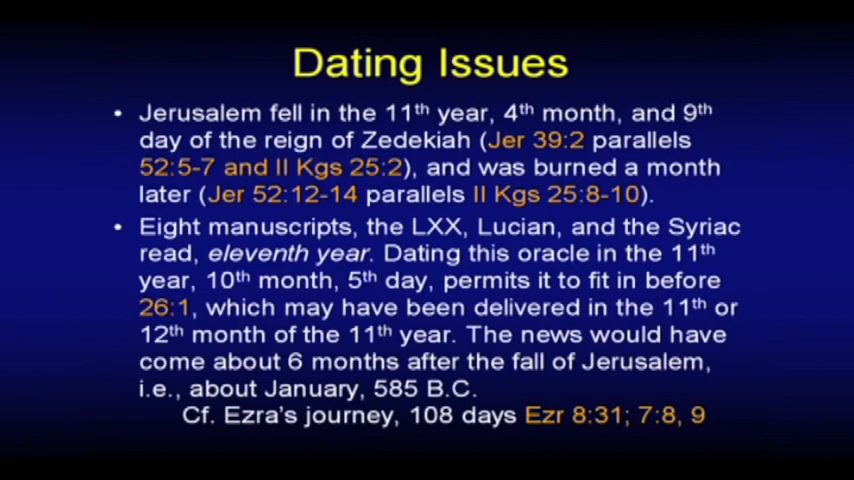 Dating Issues
• Jerusalem fell in the 11th year, 4th month, and 9th
day of the reign of Zedekiah (Jer 39:2 parallels
52:5-7 and II Kgs 25:2), and was burned a month
later (Jer 52:12-14 parallels II Kgs 25:8-10).
• Eight manuscripts, the LXX, Lucian, and the Syriac
read, eleventh year. Dating this oracle in the 11th
year, 10th month, 5th day, permits it to fit in before
26:1, which may have been delivered in the 11th or
12th month of the 11th year. The news would have
come about 6 months after the fall of Jerusalem,
i.e., about January, 585 B.C.
Cf. Ezra's journey, 108 days Ezr 8:31; 7:8, 9